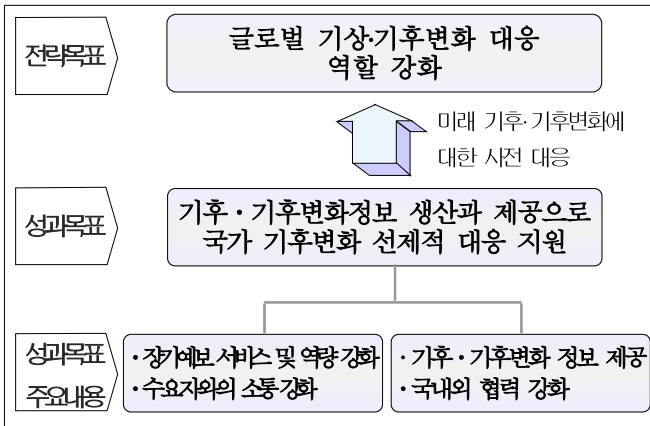 전략목표
글로벌 기상·기후변화 대응
역할 강화
미래 기후·기후변화에
대한 사전 대응
성과목표
기후·기후변화정보 생산과 제공으로
국가 기후변화 선제적 대응 지원
성과목표
주요내용
·장기예보 서비스 및 역량 강화
·수요자와의 소통 강화
·기후·기후변화 정보 제공
·국내외 협력 강화